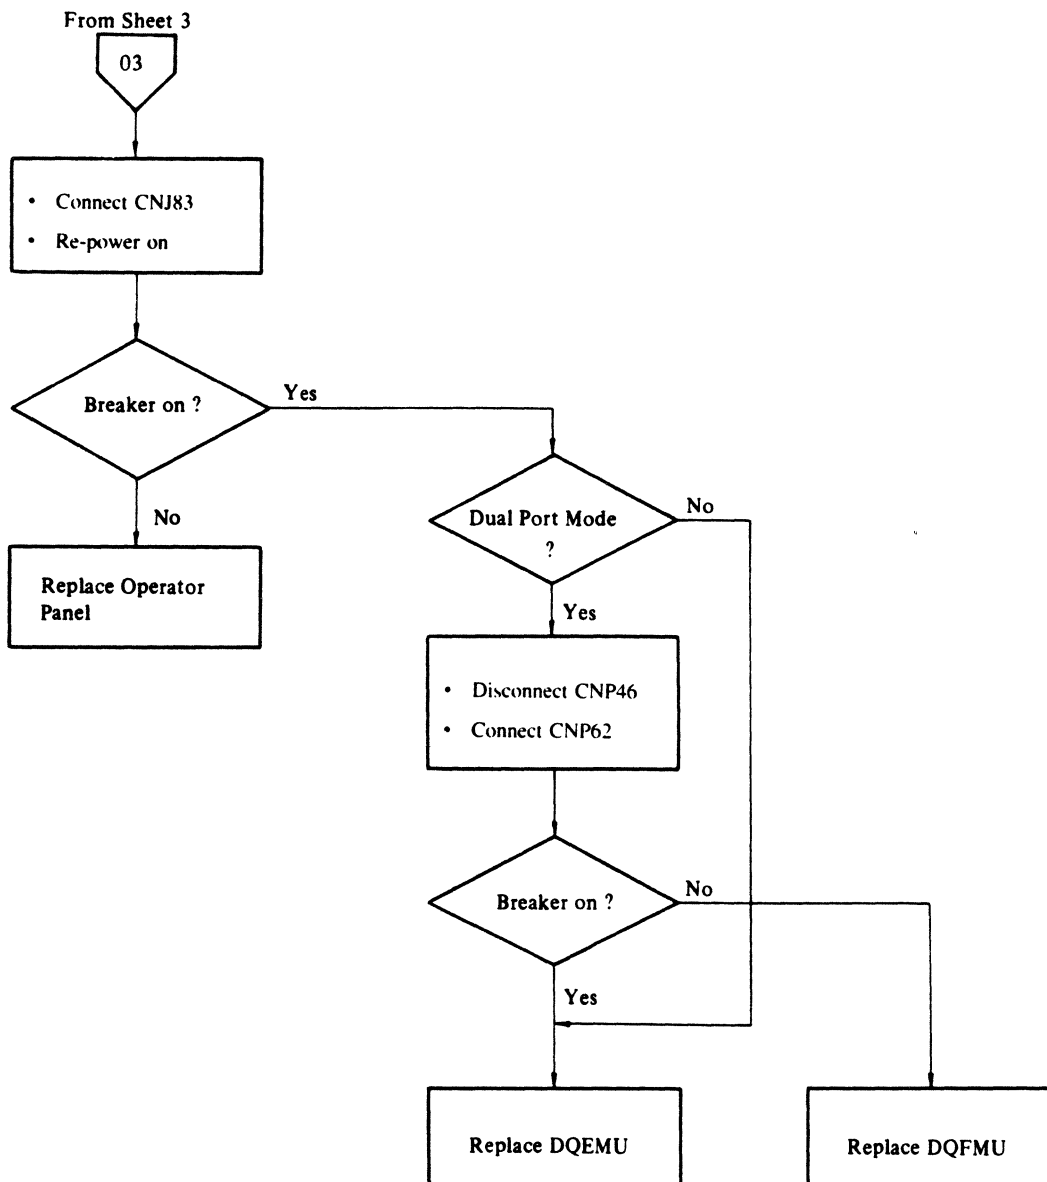 From Sheet 3
03
• Connect CNJ83
• Re-power on
Breaker on ?
Yes
No
Replace Operator
Panel
Dual Port Mode
?
No
Yes
• Disconnect CNP46
• Connect CNP62
Breaker on ?
No
Yes
Replace DQEMU
Replace DQFMU